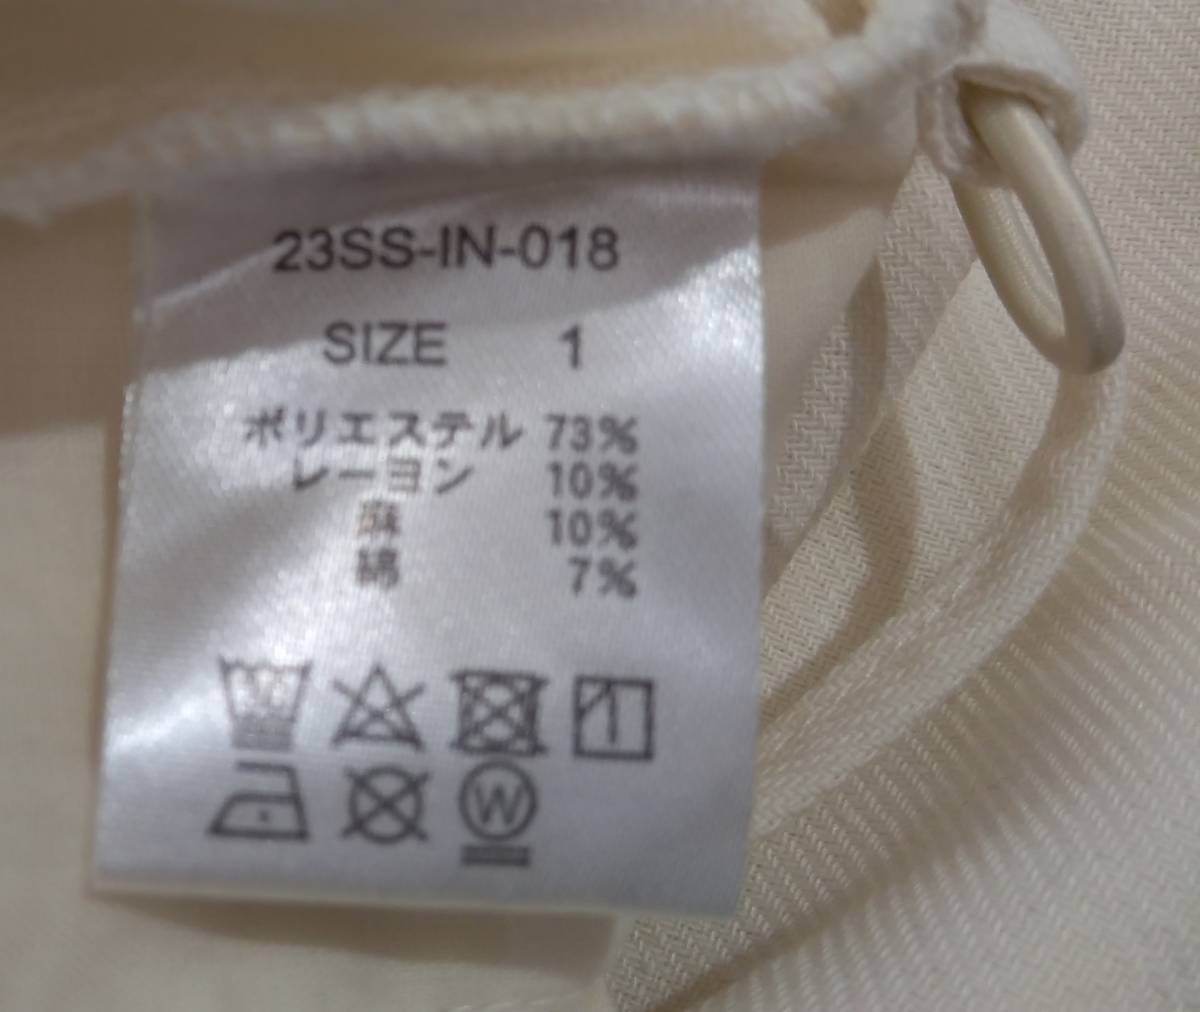 23SS-IN-018
SIZE 1
ポリエステル 73%
レーヨン 10%
麻 10%
綿 7%
W